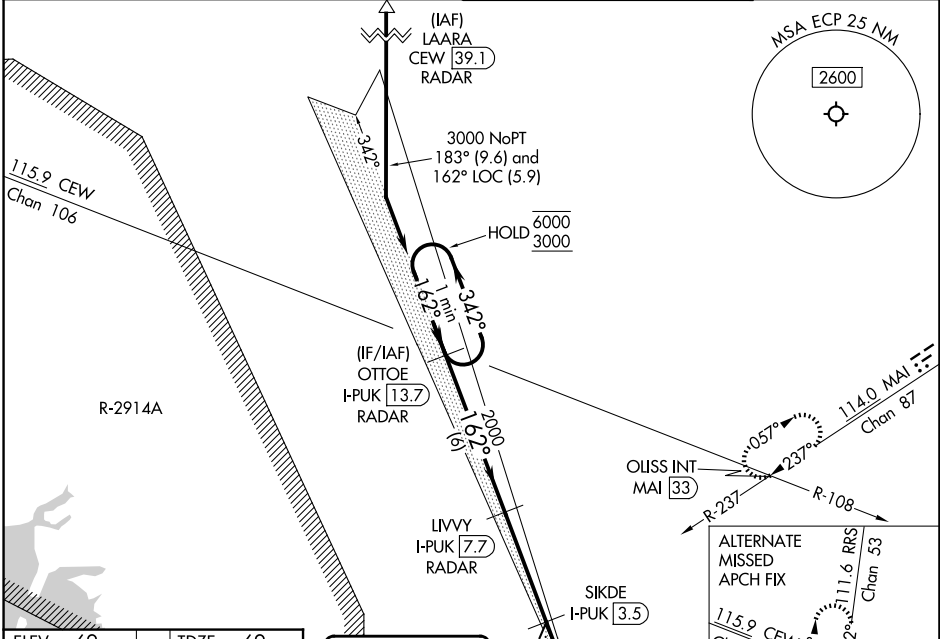 (IAF)
LAARA
CEW 39.1
RADAR
MSA ECP 25 NM
2600
342°
3000 NoPT
183° (9.6) and
162° LOC (5.9)
115.9 CEW
Chan 106
HOLD 6000
3000
162°
1 min
342°
(IF/IAF)
OTTOE
I-PUK 13.7
RADAR
R-2914A
2000
162°
(6)
114.0 MAI
Chan 87
057°
237°
OLISS INT
MAI 33
R-237
R-108
LIVVY
I-PUK 7.7
RADAR
ALTERNATE
MISSED
APCH FIX
111.6 RRS
Chan 53
SIKDE
I-PUK 3.5
115.9 CEW